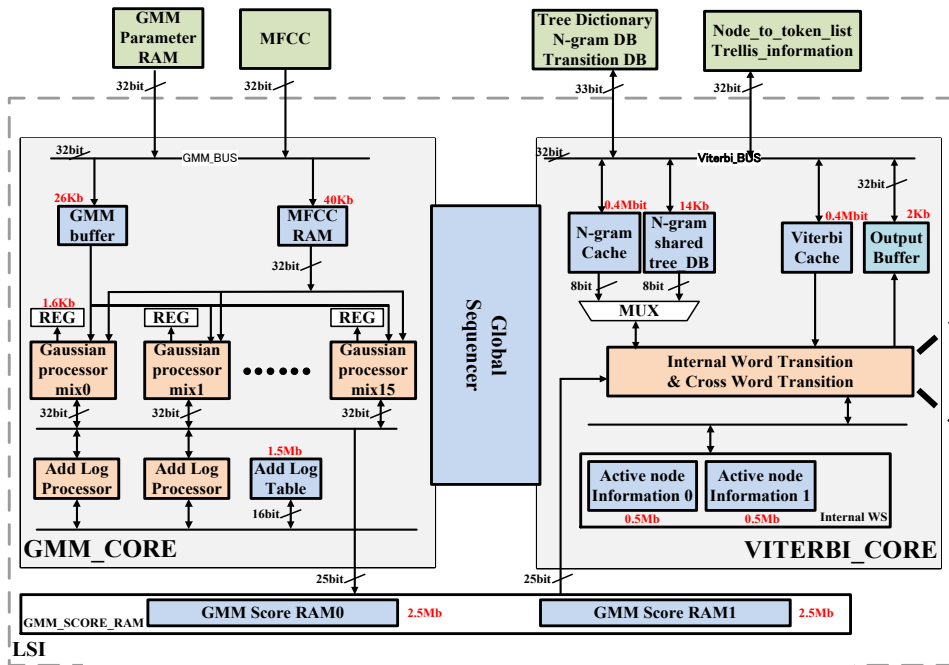 GMM
Parameter
RAM
MFCC
Tree Dictionary
N-gram DB
Transition DB
Node_to_token_list
Trellis_information
32bit
32bit
33bit
32bit
32bit
GMM_BUS
32bit
Viterbi_BUS
26Kb
GMM
buffer
40Kb
MFCC
RAM
32bit
0.4Mbit
N-gram
Cache
14Kb
N-gram
shared
tree_DB
0.4Mbit
Viterbi
Cache
32bit
2Kb
Output
Buffer
8bit
8bit
MUX
1.6Kb
REG
REG
REG
Gaussian
processor
mix0
Gaussian
processor
mix1
Gaussian
processor
mix15
32bit
32bit
32bit
Global
Sequencer
Internal Word Transition
& Cross Word Transition
Add Log
Processor
Add Log
Processor
1.5Mb
Add Log
Table
16bit
Active node
Information 0
Active node
Information 1
0.5Mb
0.5Mb
Internal WS
GMM_CORE
VITERBI_CORE
25bit
25bit
GMM_SCORE_RAM
GMM Score RAM0
2.5Mb
GMM Score RAM1
2.5Mb
LSI